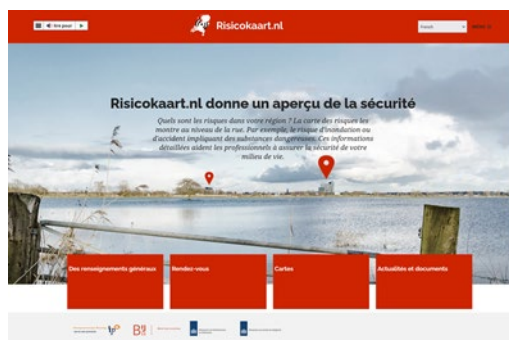 lire pour
Risicokaart.nl
French
MENU
Risicokaart.nl donne un aperçu de la sécurité
Quels sont les risques dans votre région ? La carte des risques les
montre au niveau de la rue. Par exemple, le risque d'inondation ou
d'accident impliquant des substances dangereuses. Ces informations
détaillées aident les professionnels à assurer la sécurité de votre
milieu de vie.
Des renseignements généraux
Rendez-vous
Cartes
Actualités et documents